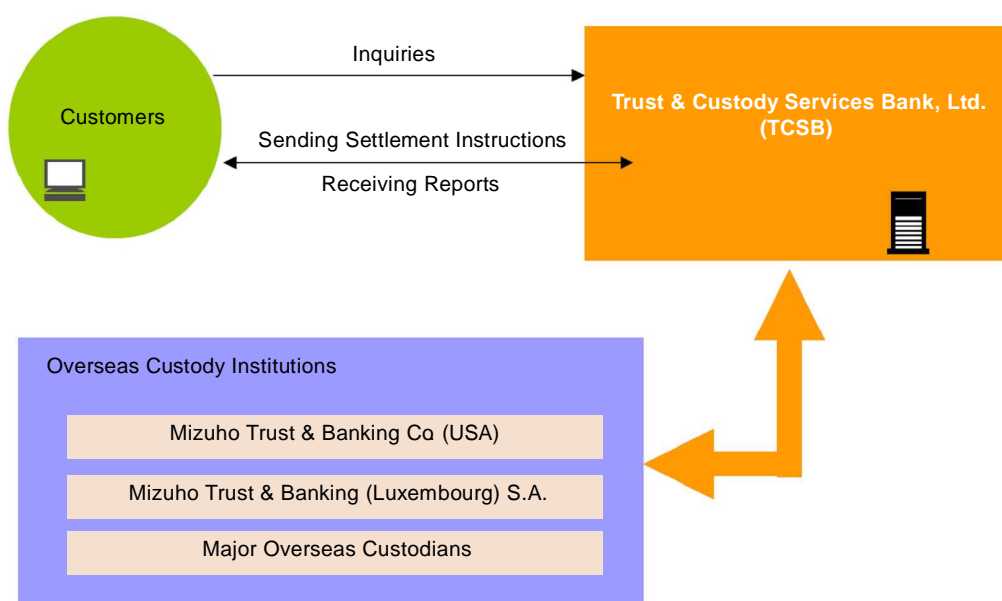 Inquiries
Customers
Trust & Custody Services Bank, Ltd.
(TCSB)
Sending Settlement Instructions
Receiving Reports
Overseas Custody Institutions
Mizuho Trust & Banking Co. (USA)
Mizuho Trust & Banking (Luxembourg) S.A.
Major Overseas Custodians